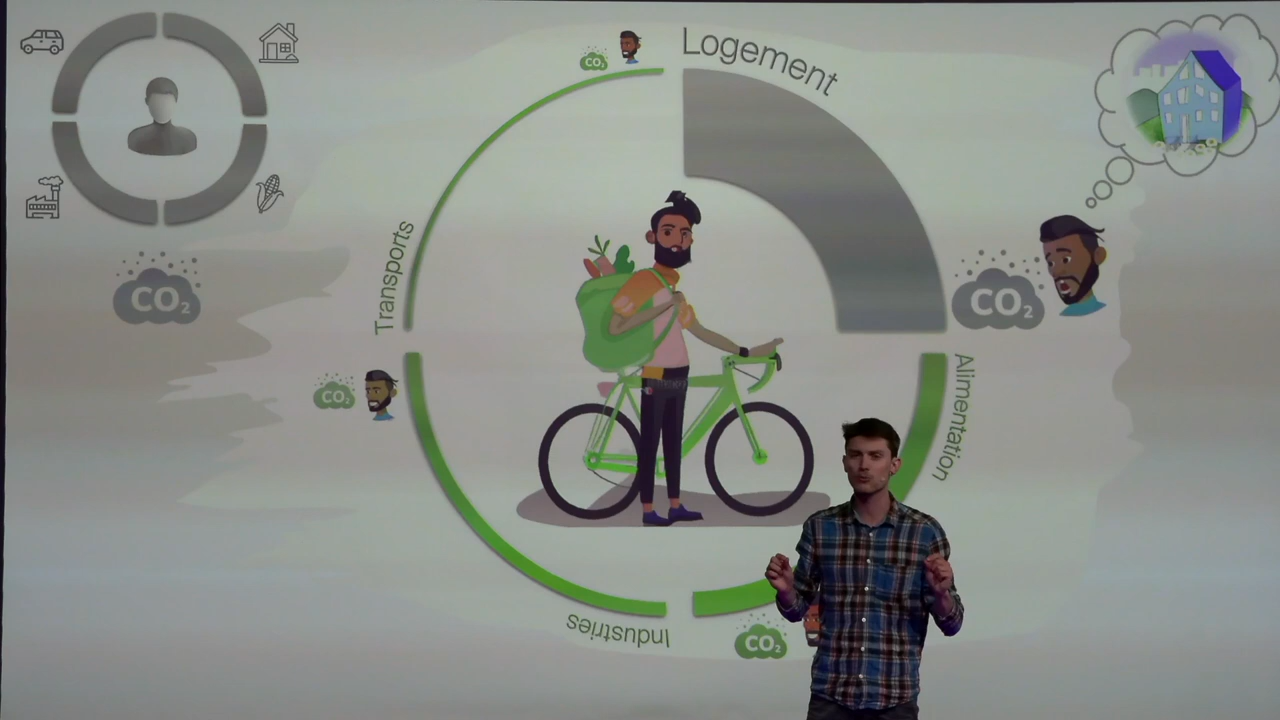 CO₂
Logement
Transports
CO₂
CO₂
Alimentation
CO₂
Industries
CO₂